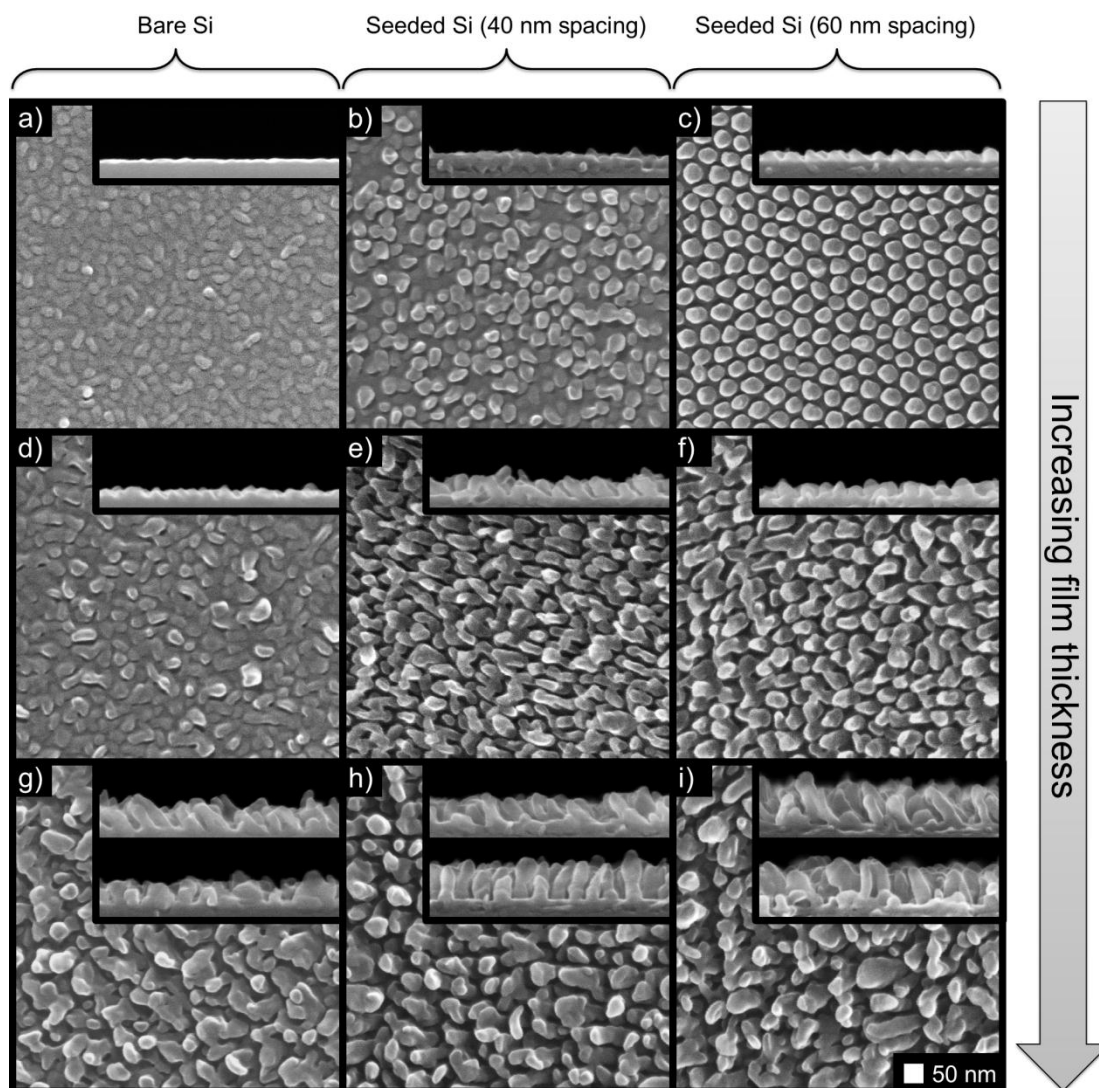 Bare Si
Seeded Si (40 nm spacing)
Seeded Si (60 nm spacing)
a)
b)
c)
d)
e)
f)
g)
h)
i)
50 nm
Increasing film thickness